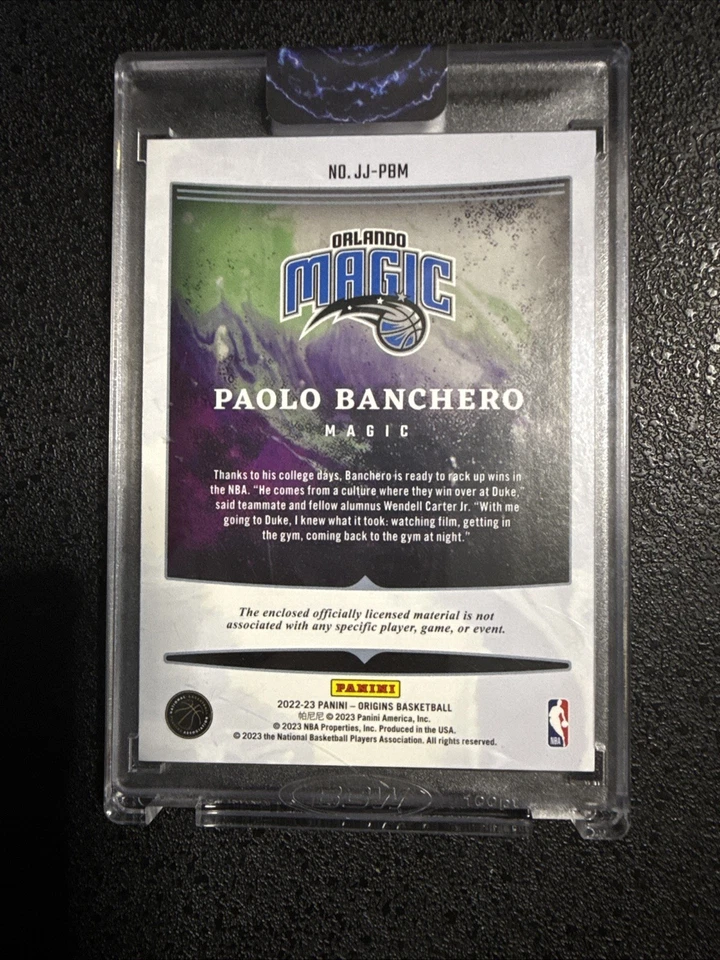 NO. JJ-PBM
ORLANDO
MAGIC
PAOLO BANCHERO
MAGIC
Thanks to his college days, Banchero is ready to rack up wins in
the NBA. "He comes from a culture where they win over at Duke,"
said teammate and fellow alumnus Wendell Carter Jr. "With me
going to Duke, I knew what it took: watching film, getting in
the gym, coming back to the gym at night."
The enclosed officially licensed material is not
associated with any specific player, game, or event.
PANINI
2022-23 PANINI – ORIGINS BASKETBALL
帕尼尼 © 2023 Panini America, Inc.
© 2023 NBA Properties, Inc. Produced in the USA.
© 2023 the National Basketball Players Association. All rights reserved.
NBA
100pt